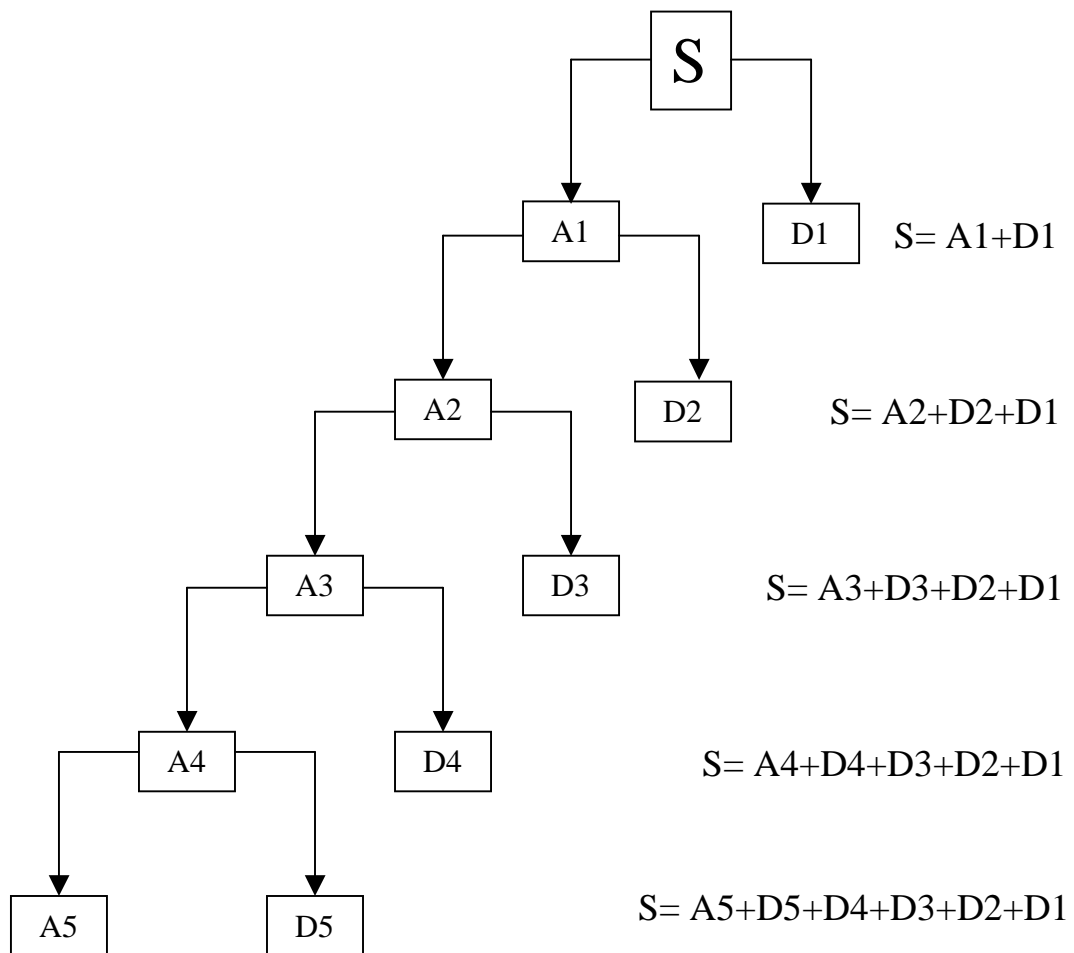 S
A1 D1 S= A1+D1
A2 D2 S= A2+D2+D1
A3 D3 S= A3+D3+D2+D1
A4 D4 S= A4+D4+D3+D2+D1
A5 D5 S= A5+D5+D4+D3+D2+D1